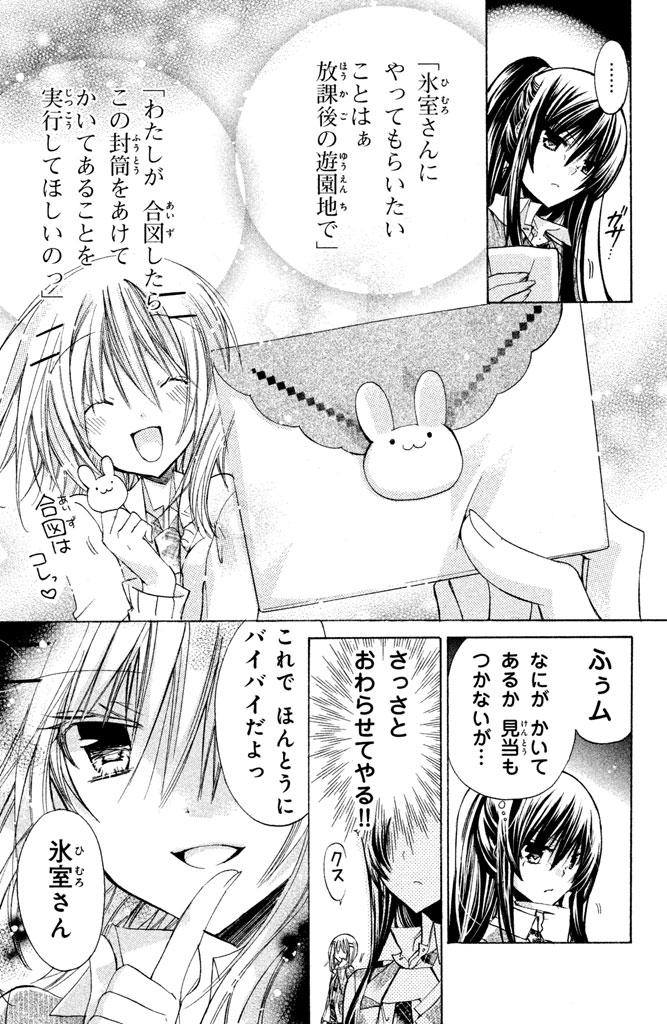 ……
ガサ…
「氷室さんに
やってもらいたい
ことはぁ
放課後の遊園地で」
「わたしが 合図したら
この封筒をあけて
かいてあることを
実行してほしいのっ」
合図は
コレっ♡
ふぅム
なにが かいて
あるか 見当も
つかないが…
さっさと
おわらせてやる!!
クス
これで ほんとうに
バイバイだよっ
氷室さん